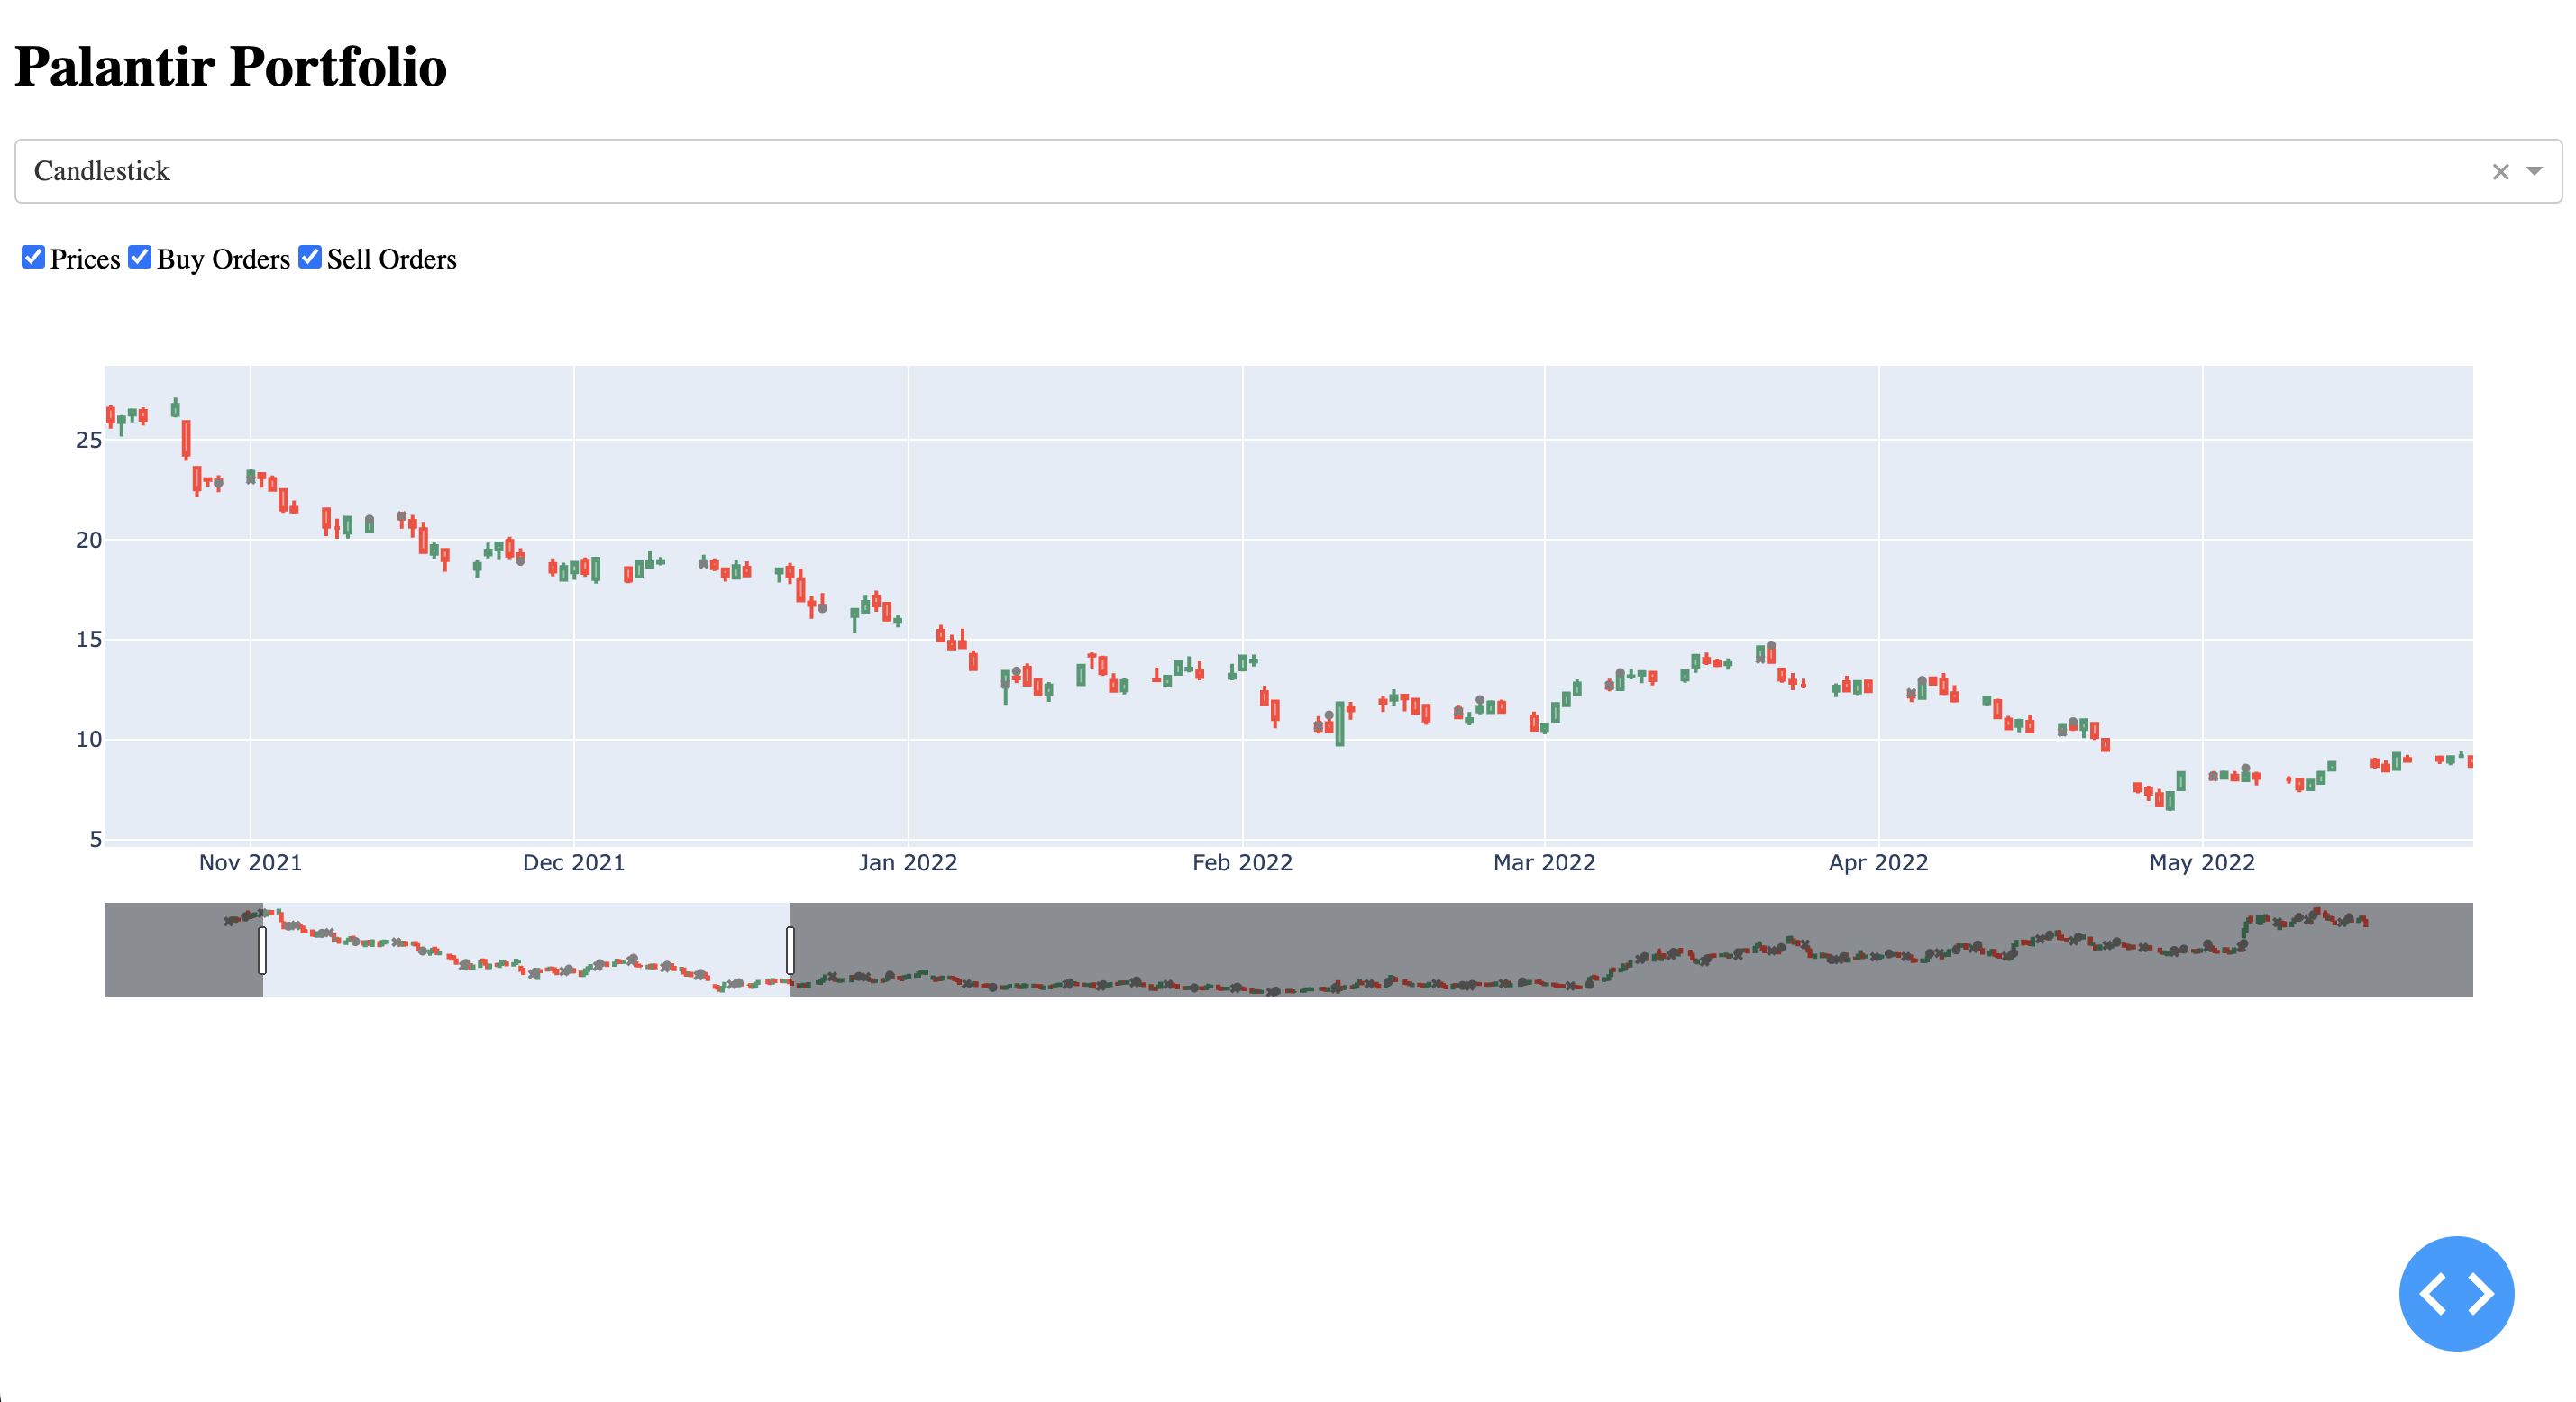 Palantir Portfolio
Candlestick
Prices Buy Orders Sell Orders
25
20
15
10
5
Nov 2021 Dec 2021 Jan 2022 Feb 2022 Mar 2022 Apr 2022 May 2022